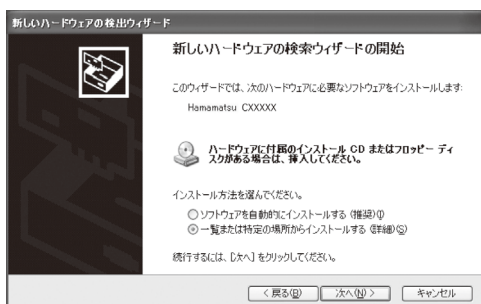 新しいハードウェアの検出ウィザード
新しいハードウェアの検索ウィザードの開始
このウィザードでは、次のハードウェアに必要なソフトウェアをインストールします:
Hamamatsu CXXXXX
ハードウェアに付属のインストール CD またはフロッピー ディ
スクがある場合は、挿入してください。
インストール方法を選んでください。
ソフトウェアを自動的にインストールする (推奨)(I)
一覧または特定の場所からインストールする (詳細)(S)
続行するには、[次へ] をクリックしてください。
< 戻る(B) 次へ(N) > キャンセル